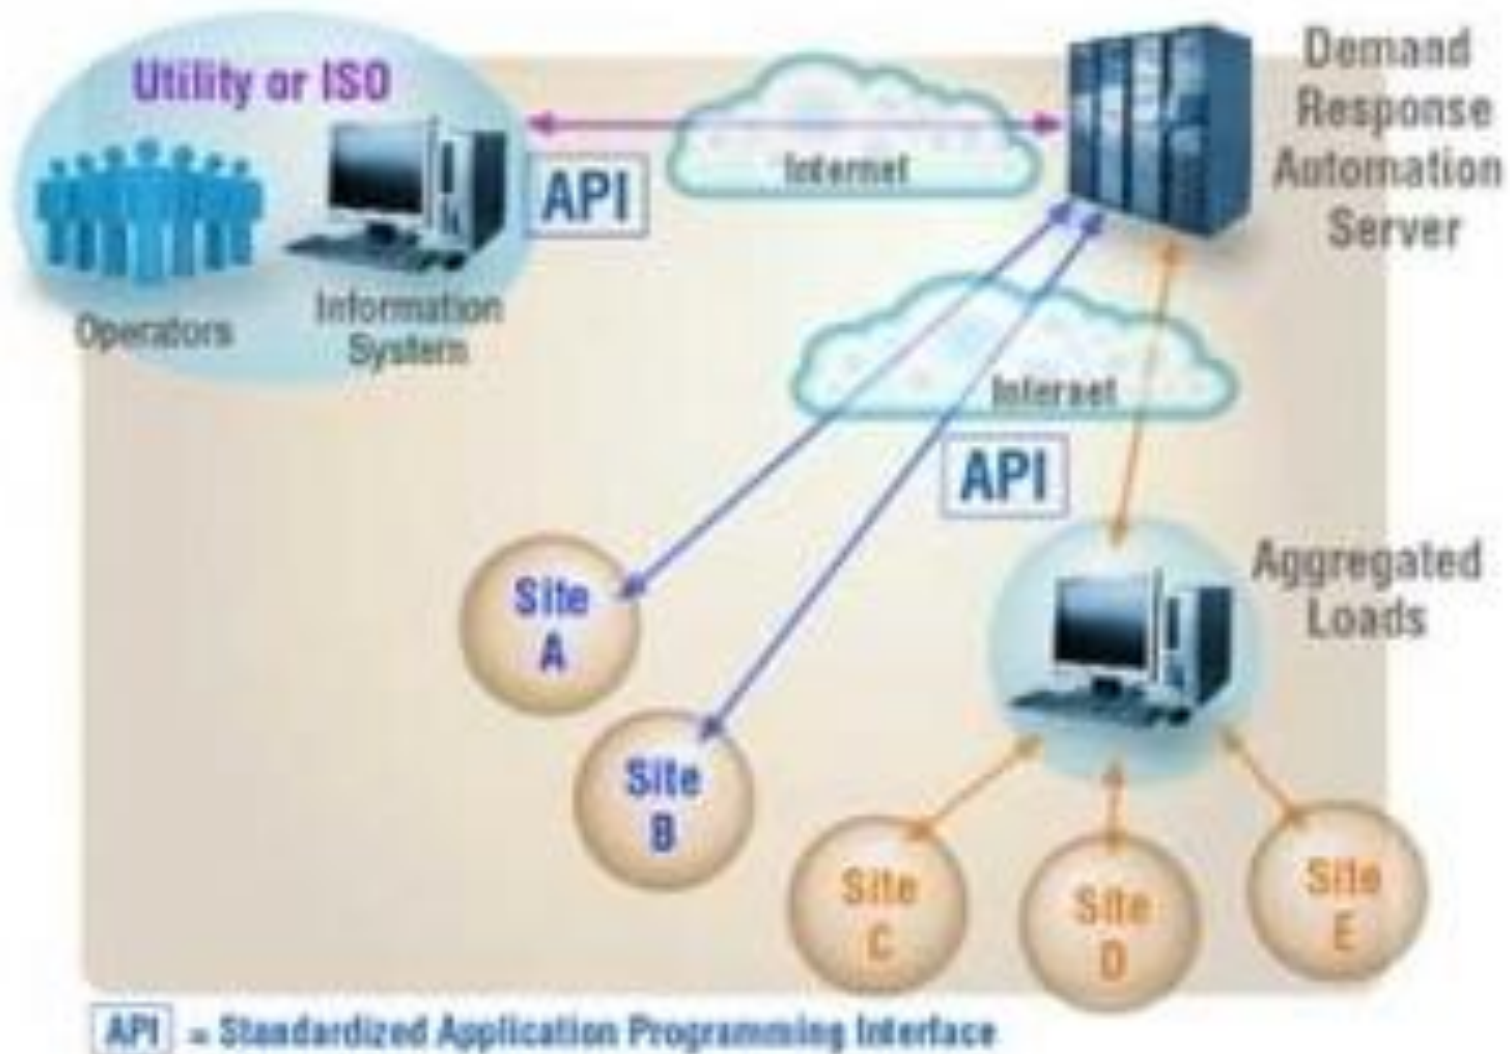 Utility or ISO
Operators
Information
System
API
Internet
Demand
Response
Automation
Server
Internet
API
Aggregated
Loads
Site
A
Site
B
Site
C
Site
D
Site
E
API = Standardized Application Programming Interface